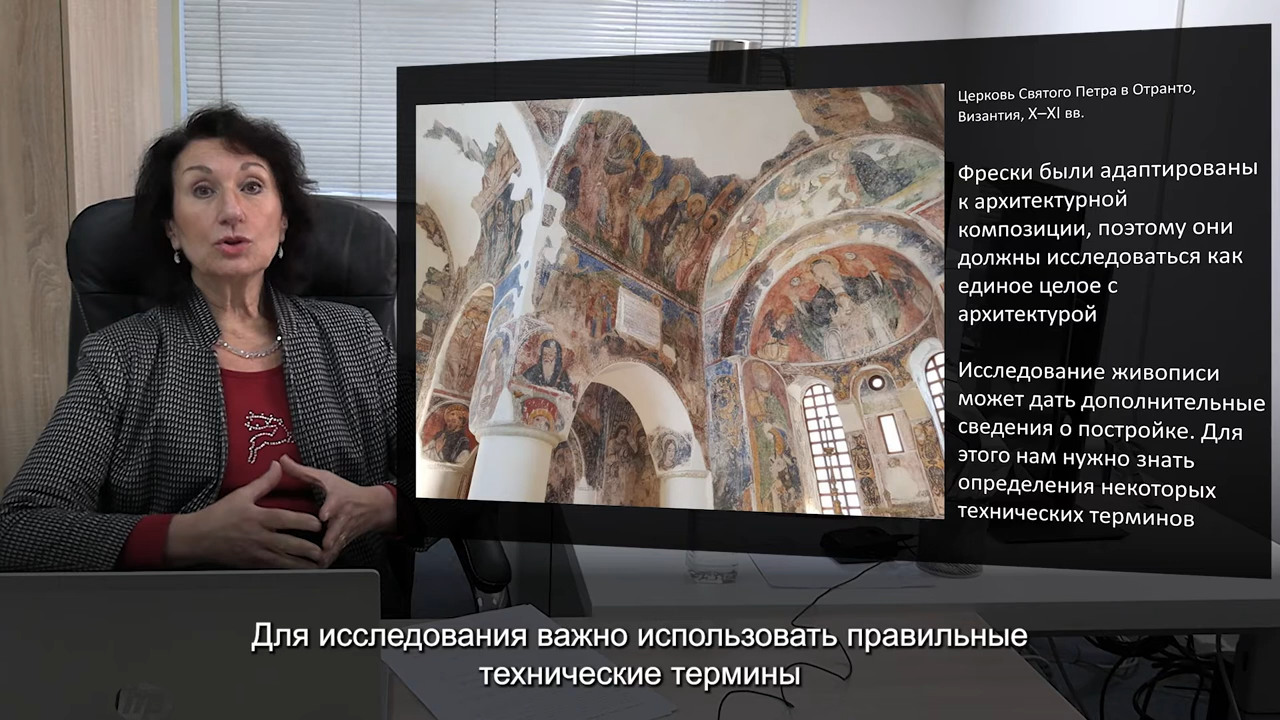 Церковь Святого Петра в Отранто,
Византия, X–XI вв.
Фрески были адаптированы
к архитектурной
композиции, поэтому они
должны исследоваться как
единое целое с
архитектурой
Исследование живописи
может дать дополнительные
сведения о постройке. Для
этого нам нужно знать
определения некоторых
технических терминов
Для исследования важно использовать правильные
технические термины